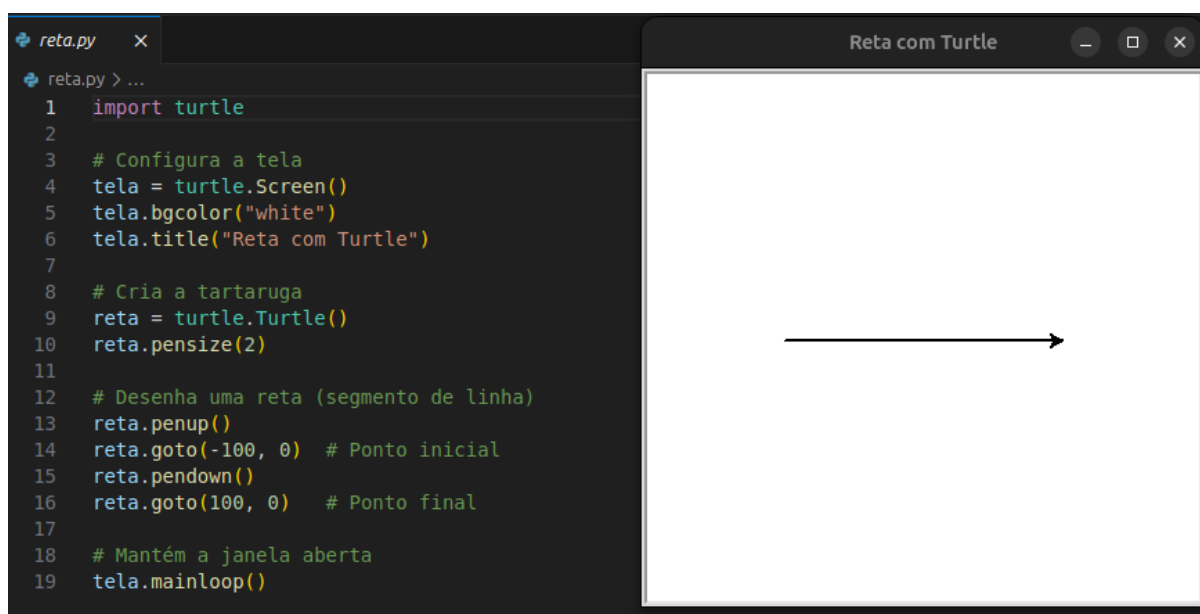 reta.py
reta.py > ...
1 import turtle
2
3 # Configura a tela
4 tela = turtle.Screen()
5 tela.bgcolor("white")
6 tela.title("Reta com Turtle")
7
8 # Cria a tartaruga
9 reta = turtle.Turtle()
10 reta.pensize(2)
11
12 # Desenha uma reta (segmento de linha)
13 reta.penup()
14 reta.goto(-100, 0)  # Ponto inicial
15 reta.pendown()
16 reta.goto(100, 0)   # Ponto final
17
18 # Mantém a janela aberta
19 tela.mainloop()
Reta com Turtle